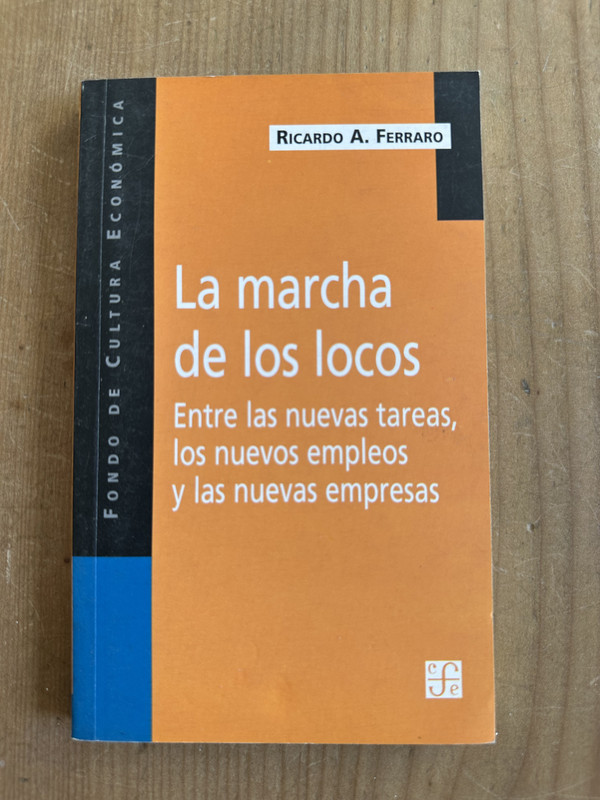 RICARDO A. FERRARO
La marcha
de los locos
Entre las nuevas tareas,
los nuevos empleos
y las nuevas empresas
FONDO DE CULTURA ECONÓMICA
cfe